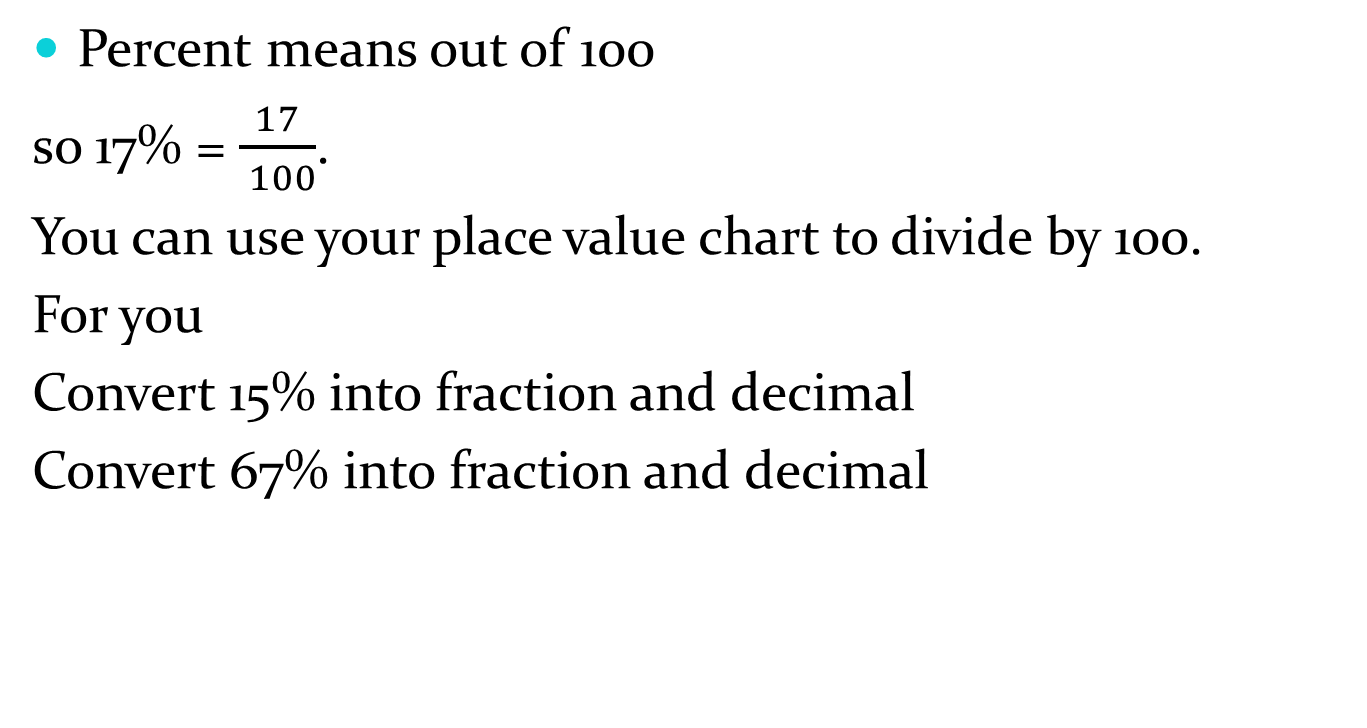 • Percent means out of 100
so 17% = 17/100.
You can use your place value chart to divide by 100.
For you
Convert 15% into fraction and decimal
Convert 67% into fraction and decimal